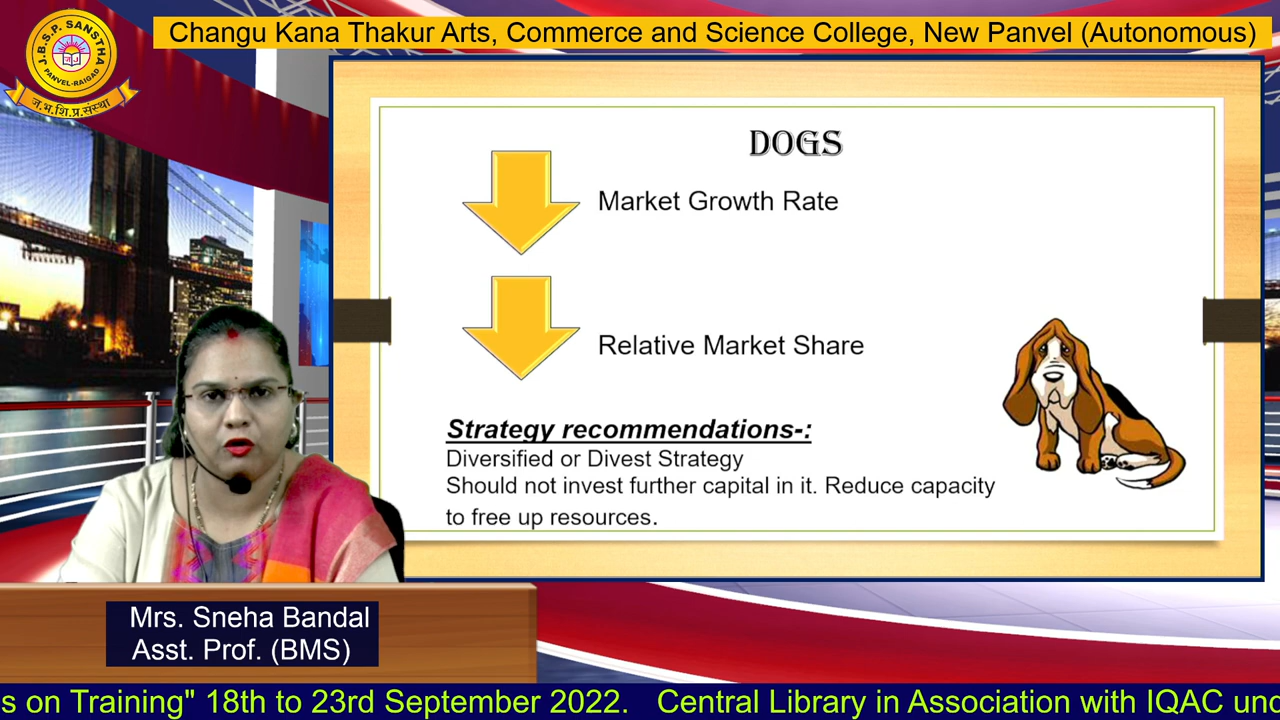 Changu Kana Thakur Arts, Commerce and Science College, New Panvel (Autonomous)
J.B.S.P. SANSTHA
PANVEL-RAIGAD
ज.भ.शि.प्र.संस्था
DOGS
Market Growth Rate
Relative Market Share
Strategy recommendations-:
Diversified or Divest Strategy
Should not invest further capital in it. Reduce capacity
to free up resources.
Mrs. Sneha Bandal
Asst. Prof. (BMS)
s on Training" 18th to 23rd September 2022. Central Library in Association with IQAC und